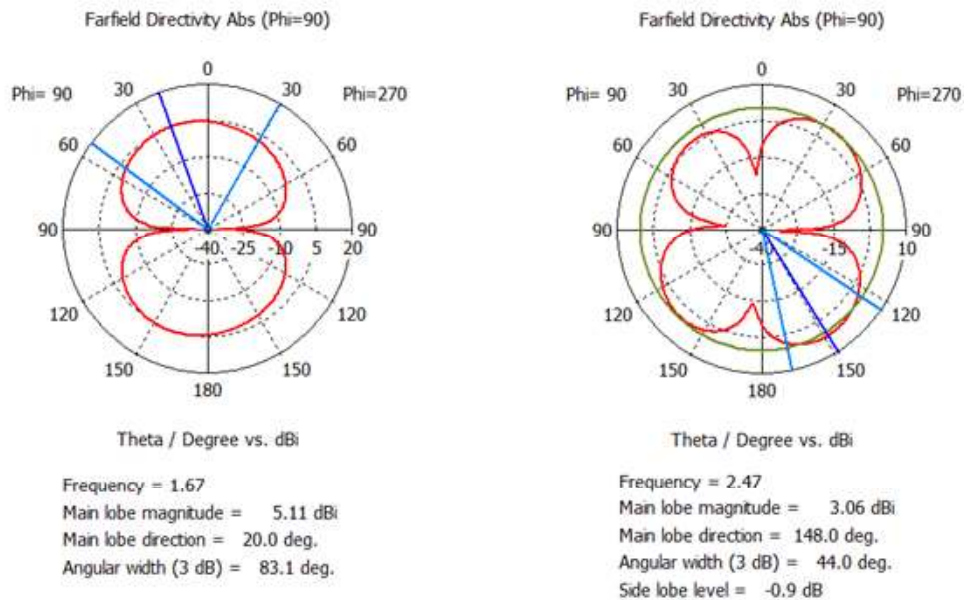 Farfield Directivity Abs (Phi=90)
0
30
30
Phi= 90
Phi=270
60
60
90
90
-40
-25
-10
5
20
120
120
150
150
180
Theta / Degree vs. dBi
Frequency = 1.67
Main lobe magnitude = 5.11 dBi
Main lobe direction = 20.0 deg.
Angular width (3 dB) = 83.1 deg.
Farfield Directivity Abs (Phi=90)
0
30
30
Phi= 90
Phi=270
60
60
90
90
-40
-15
10
120
120
150
150
180
Theta / Degree vs. dBi
Frequency = 2.47
Main lobe magnitude = 3.06 dBi
Main lobe direction = 148.0 deg.
Angular width (3 dB) = 44.0 deg.
Side lobe level = -0.9 dB